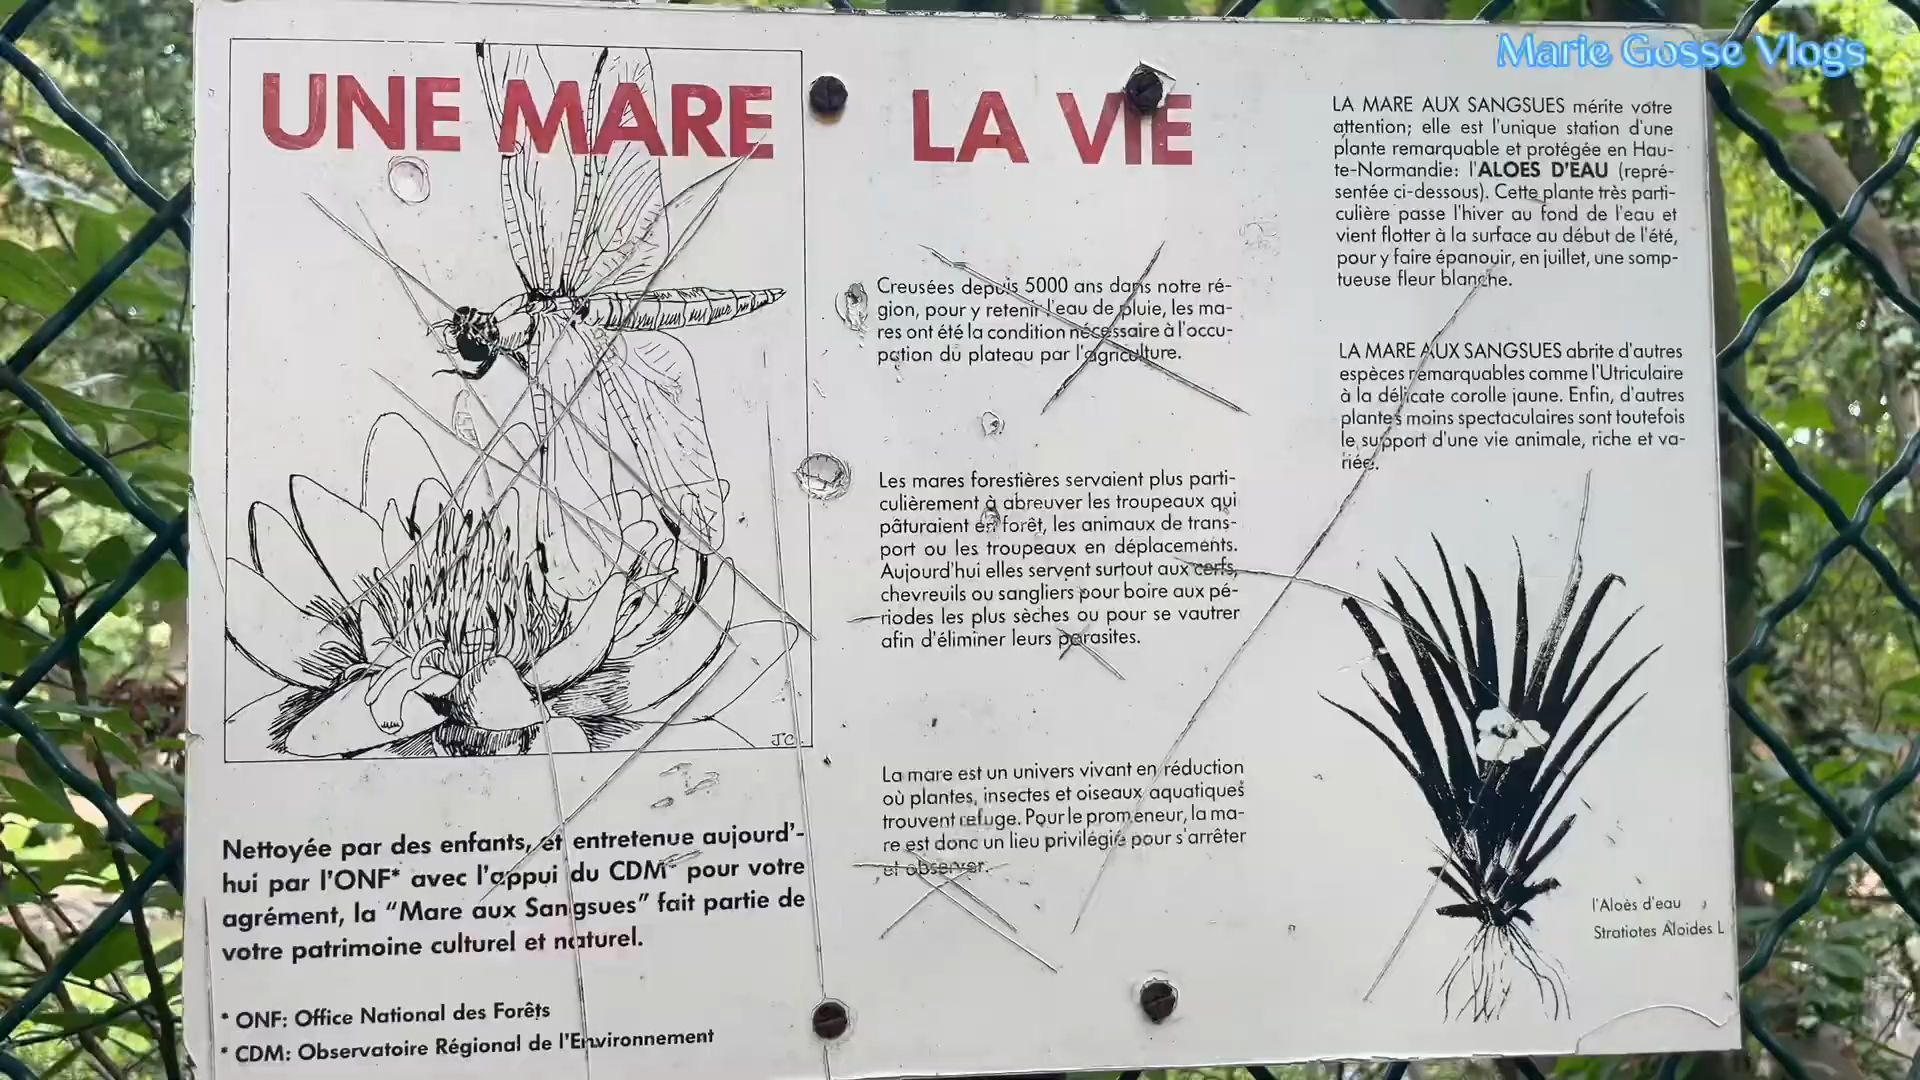 Marie Gosse Vlogs
UNE MARE
LA VIE
Nettoyée par des enfants, et entretenue aujourd'-
hui par l'ONF* avec l'appui du CDM* pour votre
agrément, la "Mare aux Sangsues" fait partie de
votre patrimoine culturel et naturel.
* ONF: Office National des Forêts
* CDM: Observatoire Régional de l'Environnement
JC
Creusées depuis 5000 ans dans notre ré-
gion, pour y retenir l'eau de pluie, les ma-
res ont été la condition nécessaire à l'occu-
pation du plateau par l'agriculture.
Les mares forestières servaient plus parti-
culièrement à abreuver les troupeaux qui
pâturaient en forêt, les animaux de trans-
port ou les troupeaux en déplacements.
Aujourd'hui elles servent surtout aux cerfs,
chevreuils ou sangliers pour boire aux pé-
riodes les plus sèches ou pour se vautrer
afin d'éliminer leurs parasites.
La mare est un univers vivant en réduction
où plantes, insectes et oiseaux aquatiques
trouvent refuge. Pour le promeneur, la ma-
re est donc un lieu privilégié pour s'arrêter
et observer.
LA MARE AUX SANGSUES mérite votre
attention; elle est l'unique station d'une
plante remarquable et protégée en Hau-
te-Normandie: l'ALOES D'EAU (repré-
sentée ci-dessous). Cette plante très parti-
culière passe l'hiver au fond de l'eau et
vient flotter à la surface au début de l'été,
pour y faire épanouir, en juillet, une somp-
tueuse fleur blanche.
LA MARE AUX SANGSUES abrite d'autres
espèces remarquables comme l'Utriculaire
à la délicate corolle jaune. Enfin, d'autres
plantes moins spectaculaires sont toutefois
le support d'une vie animale, riche et va-
riée.
l'Aloès d'eau
Stratiotes Aloides L